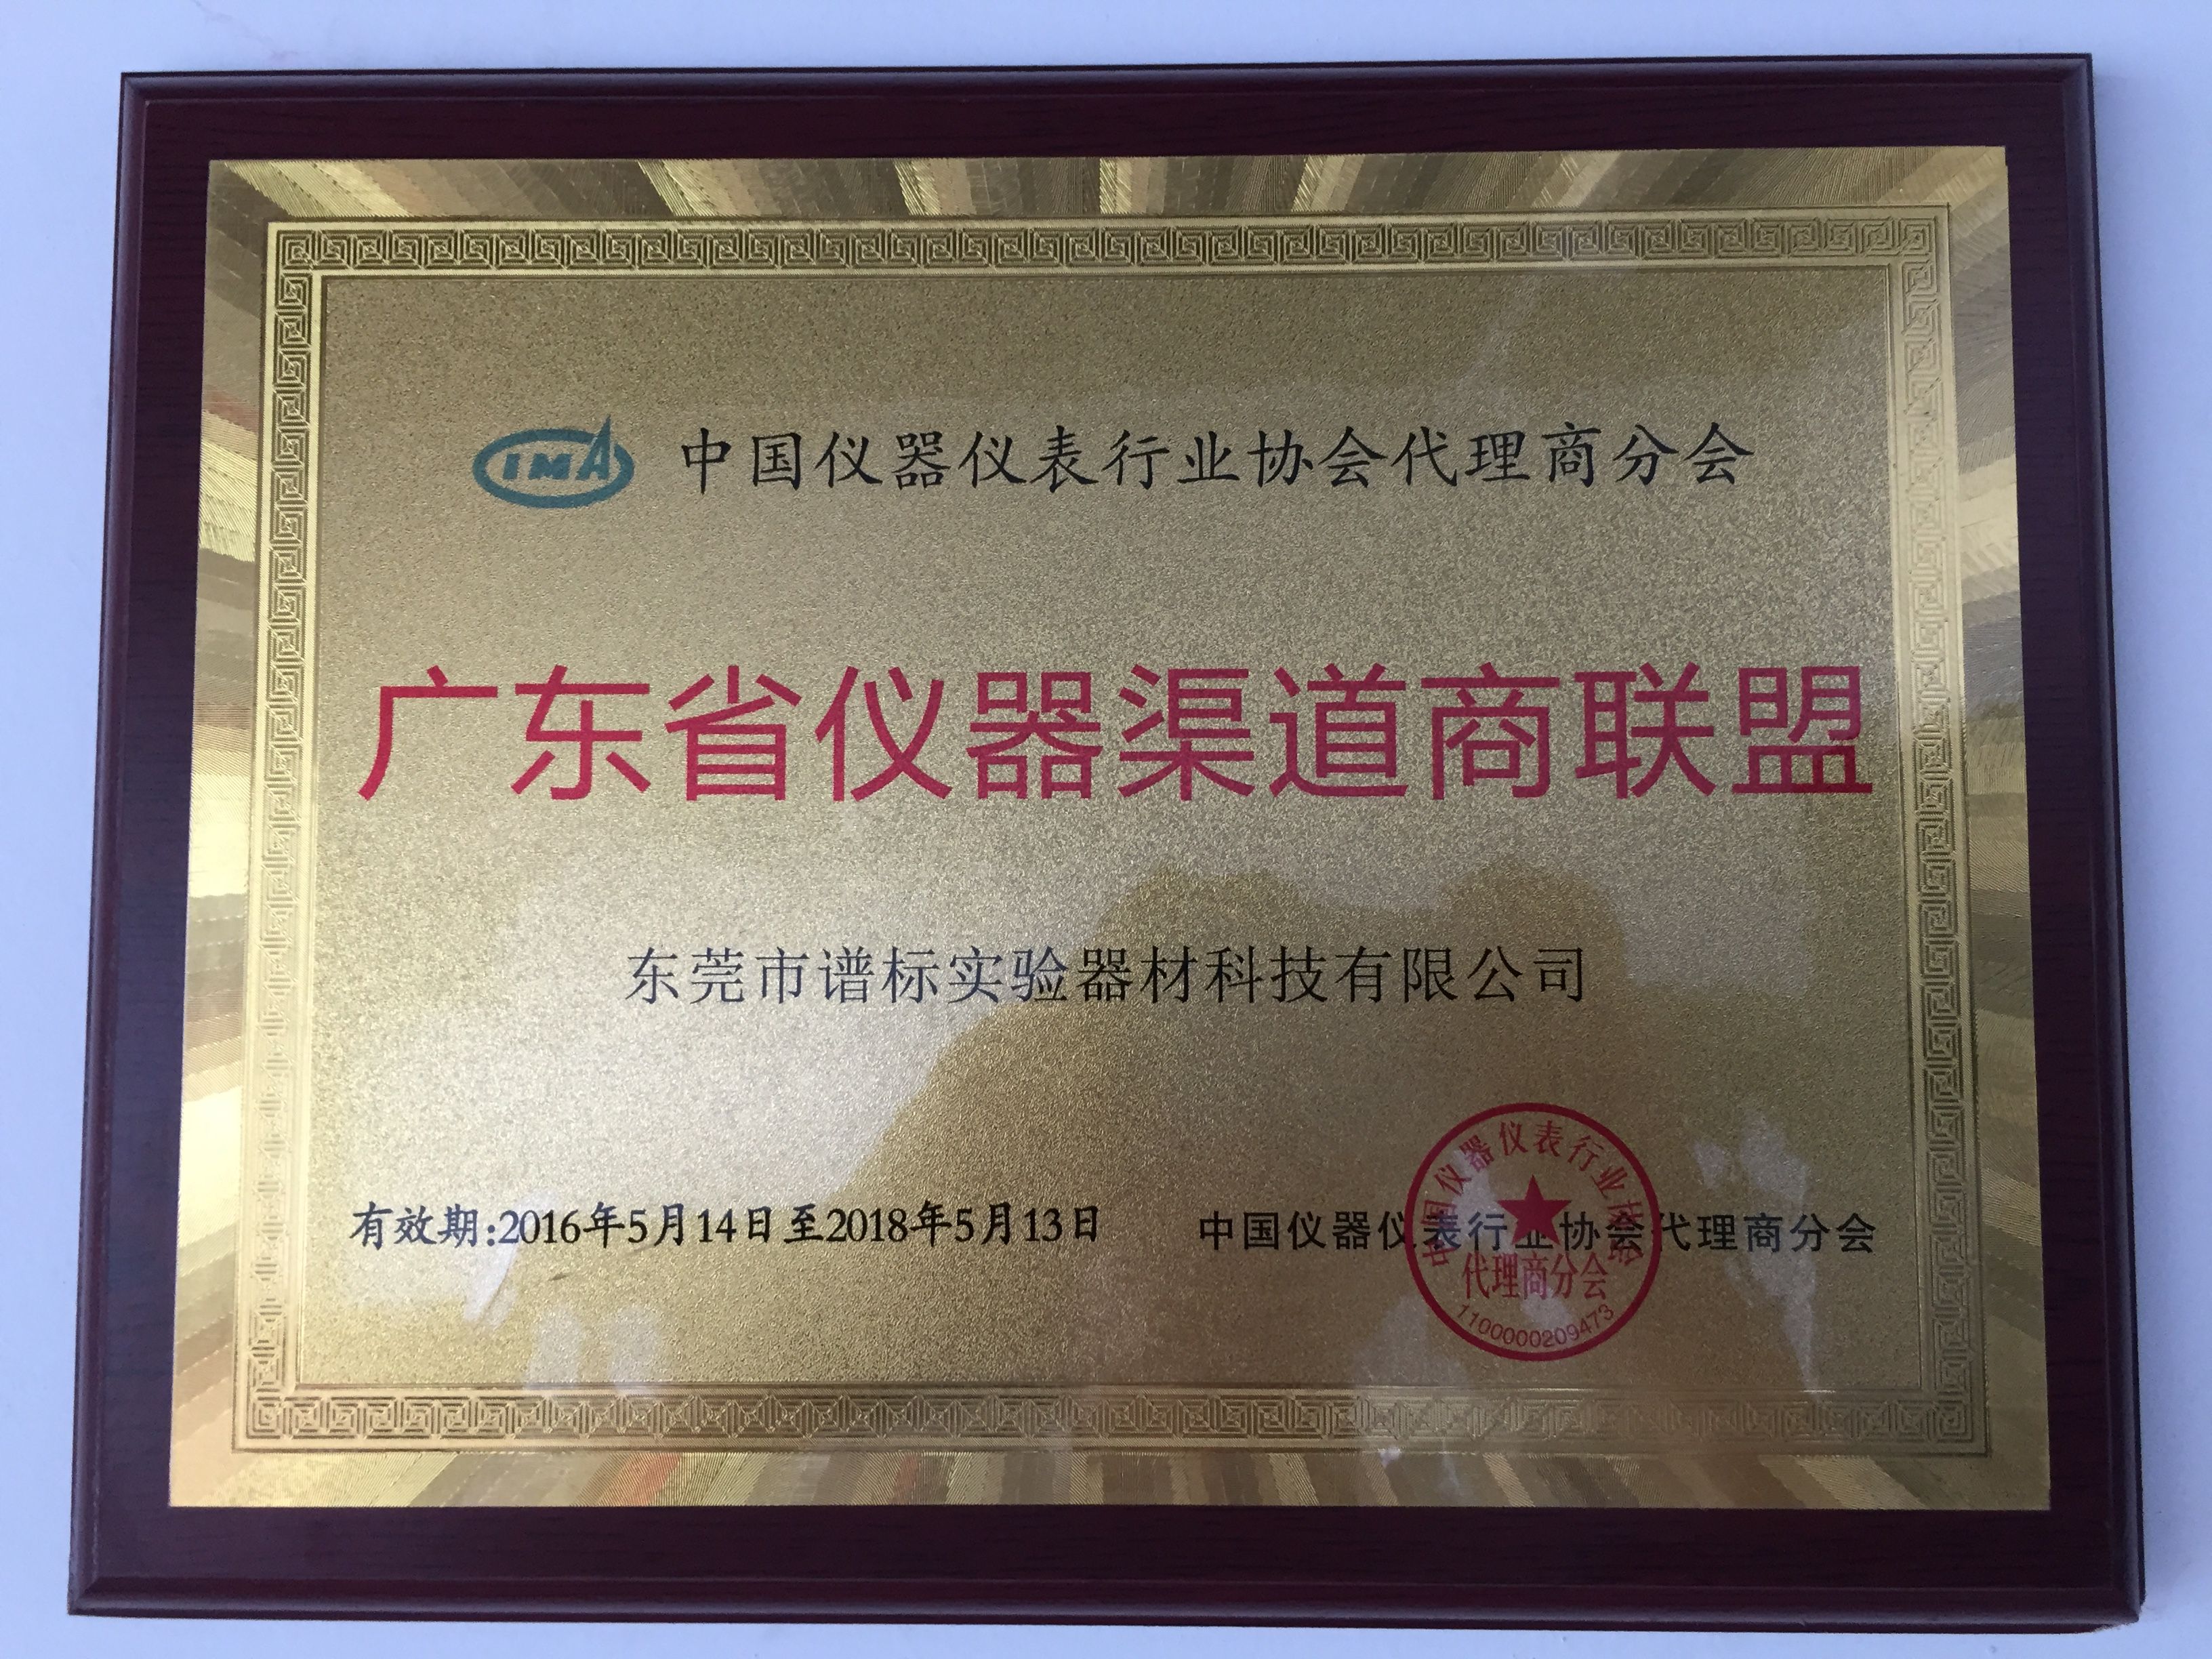 IMA 中国仪器仪表行业协会代理商分会
广东省仪器渠道商联盟
东莞市谱标实验器材科技有限公司
有效期:2016年5月14日至2018年5月13日
中国仪器仪表行业协会代理商分会
中国仪器仪表行业协会
代理商分会
1100000209473